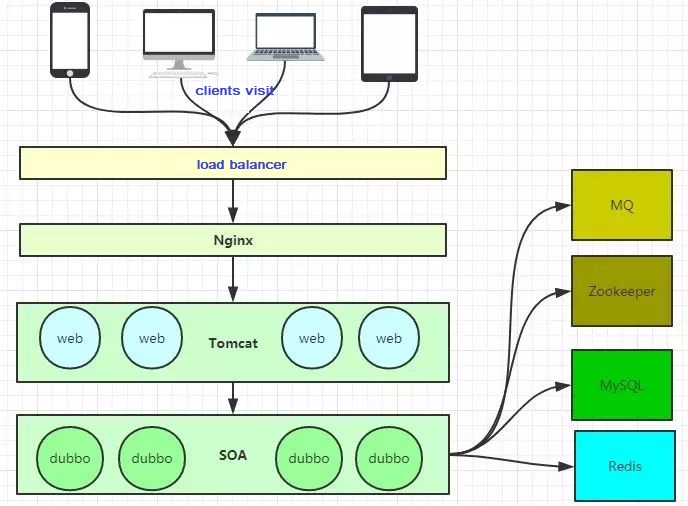 clients visit
load balancer
Nginx
web
web
Tomcat
web
web
dubbo
dubbo
SOA
dubbo
dubbo
MQ
Zookeeper
MySQL
Redis